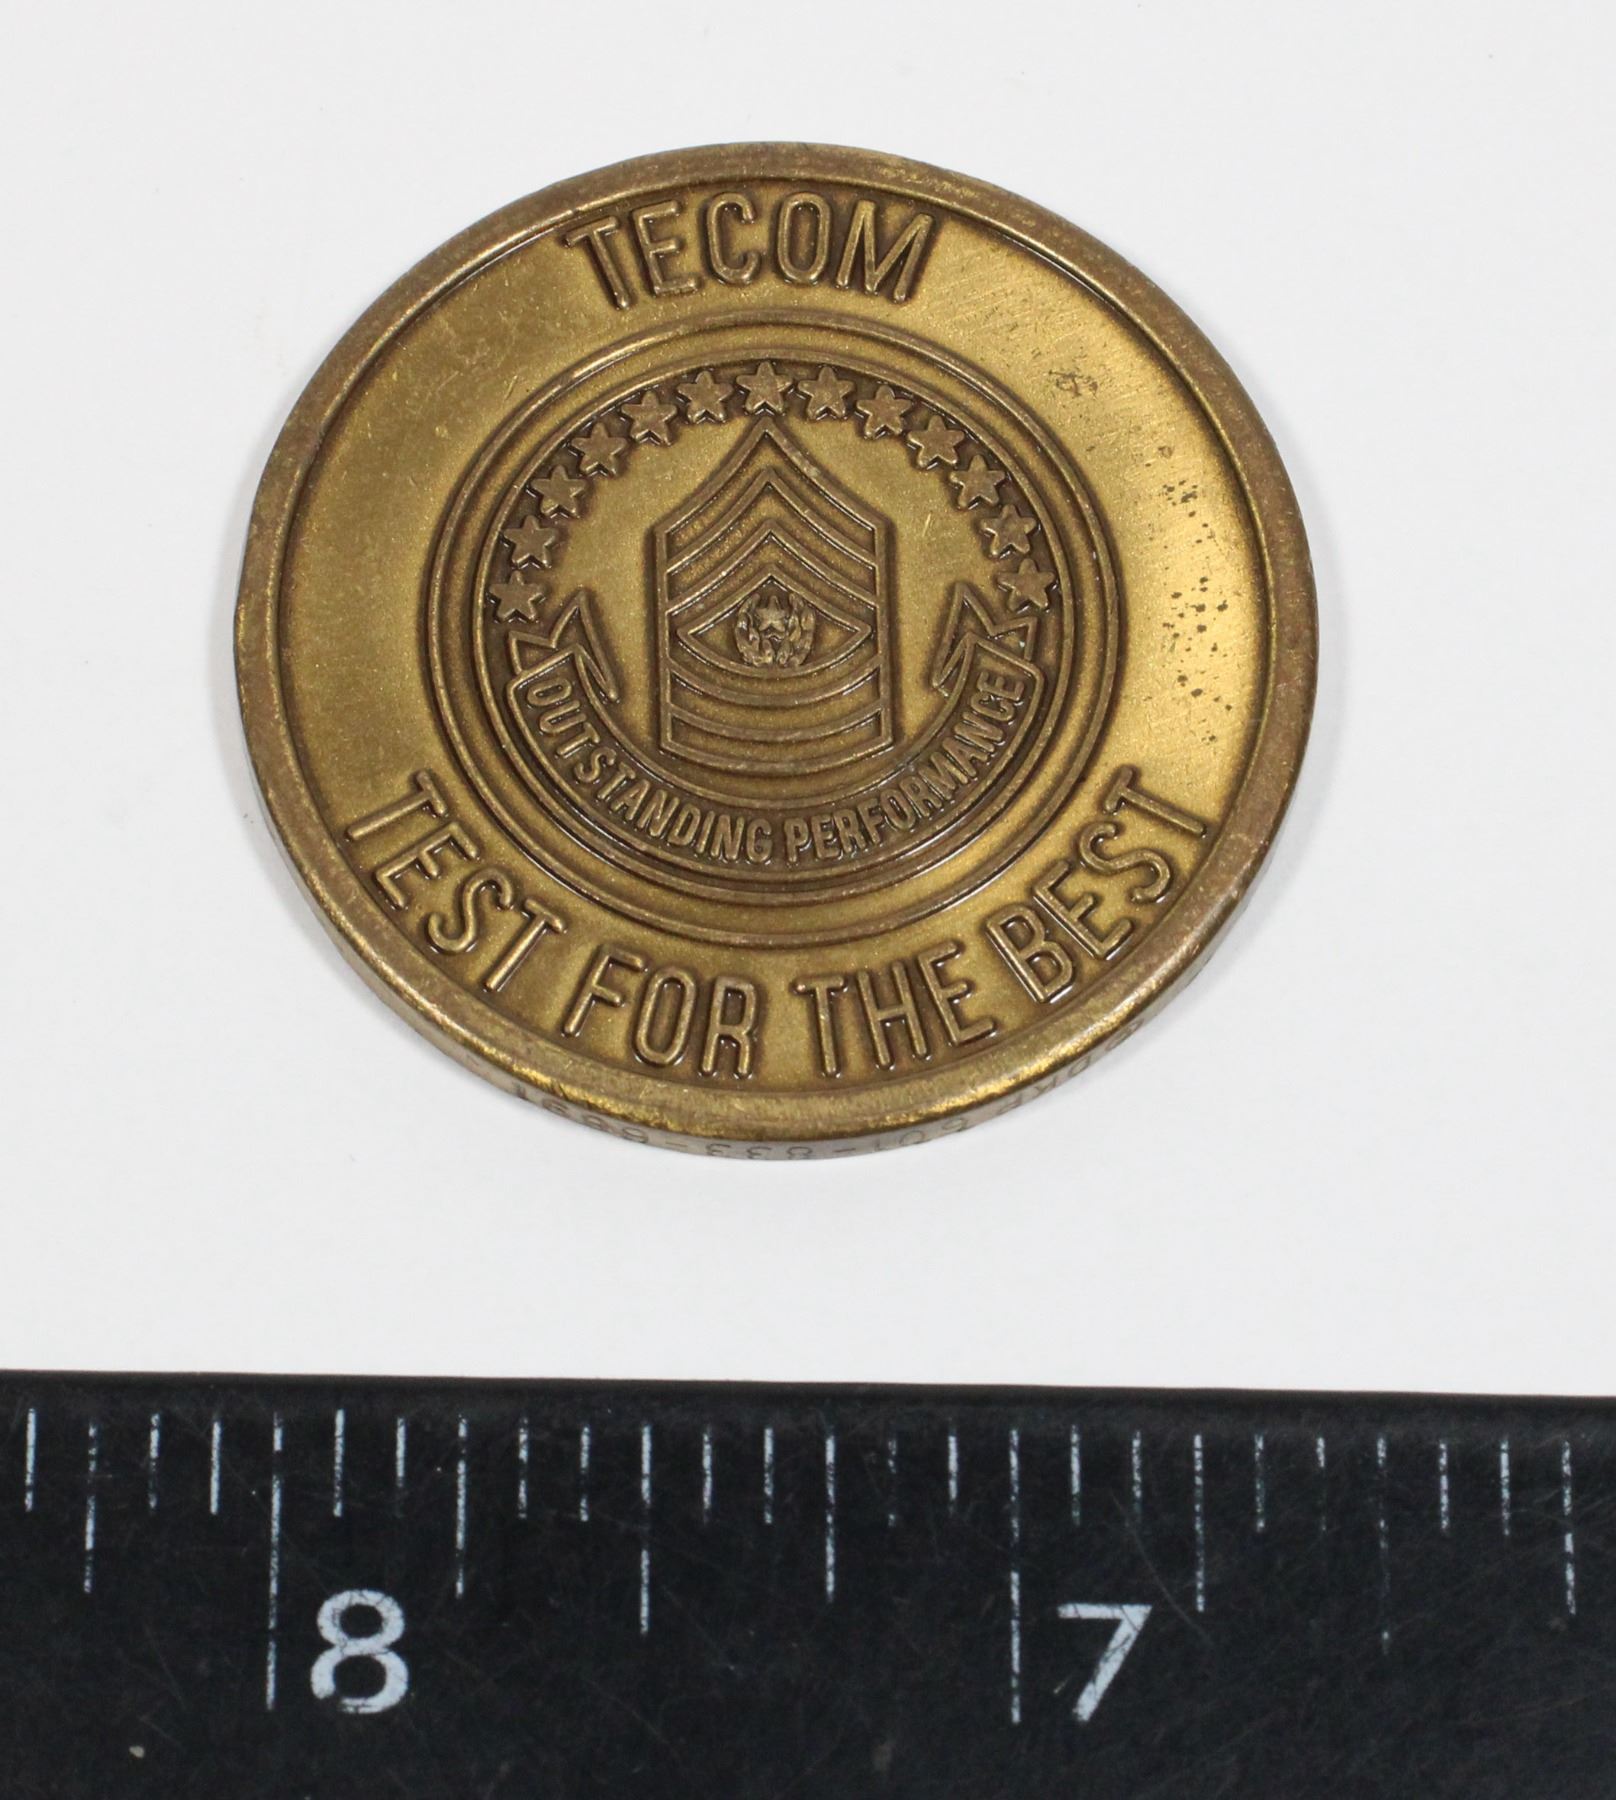 TECOM
OUTSTANDING PERFORMANCE
TEST FOR THE BEST
8 7